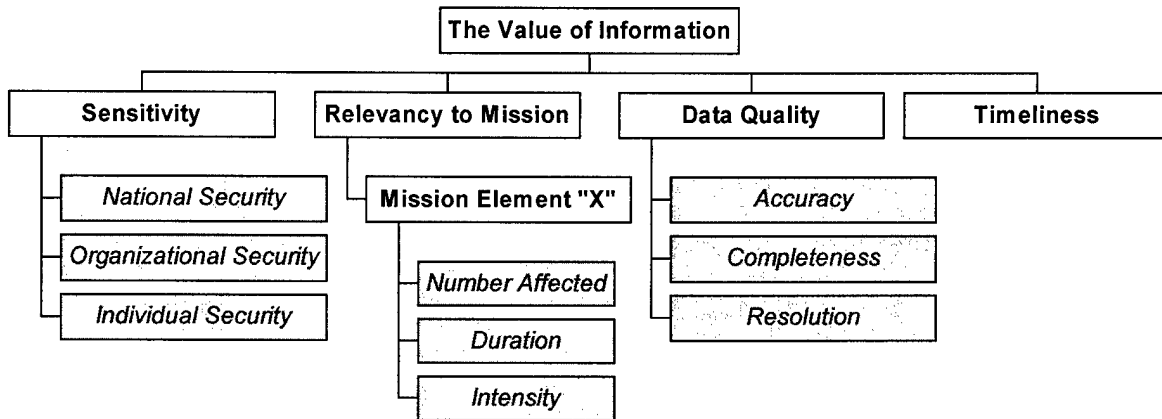 The Value of Information
Sensitivity
Relevancy to Mission
Data Quality
Timeliness
National Security
Organizational Security
Individual Security
Mission Element "X"
Number Affected
Duration
Intensity
Accuracy
Completeness
Resolution